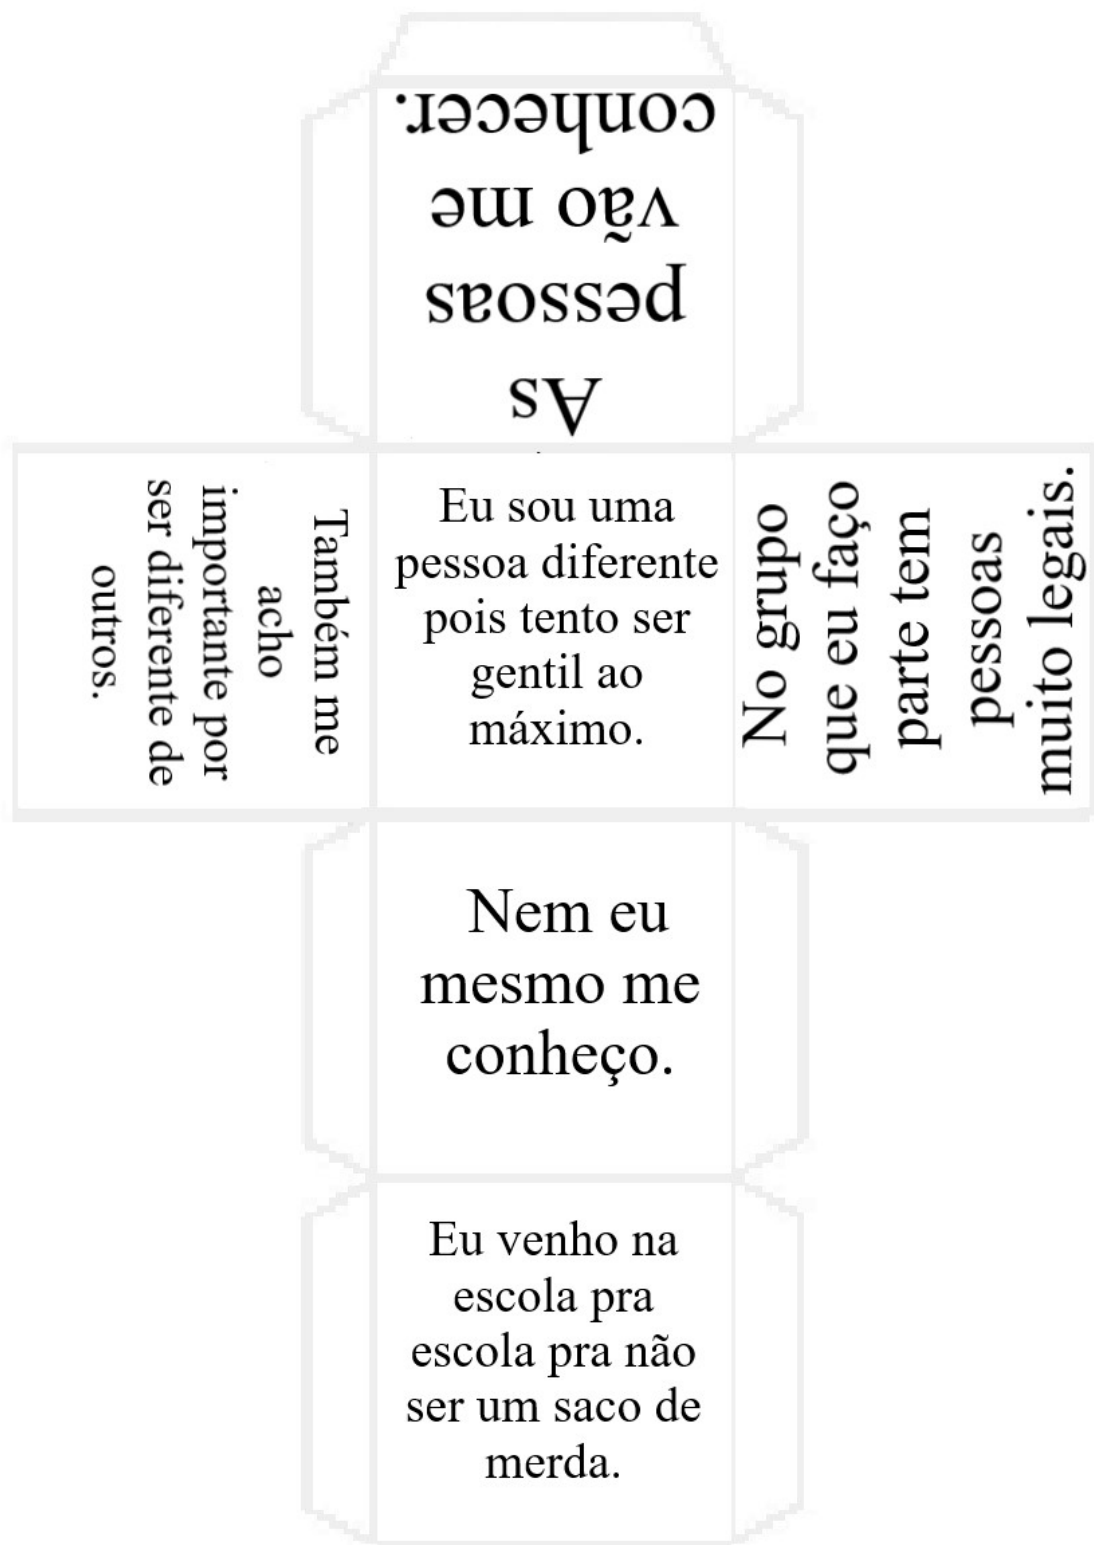 As
pessoas
vão me
conhecer.
Também me
acho
importante por
ser diferente de
outros.
Eu sou uma
pessoa diferente
pois tento ser
gentil ao
máximo.
No grupo
que eu faço
parte tem
pessoas
muito legais.
Nem eu
mesmo me
conheço.
Eu venho na
escola pra
escola pra não
ser um saco de
merda.